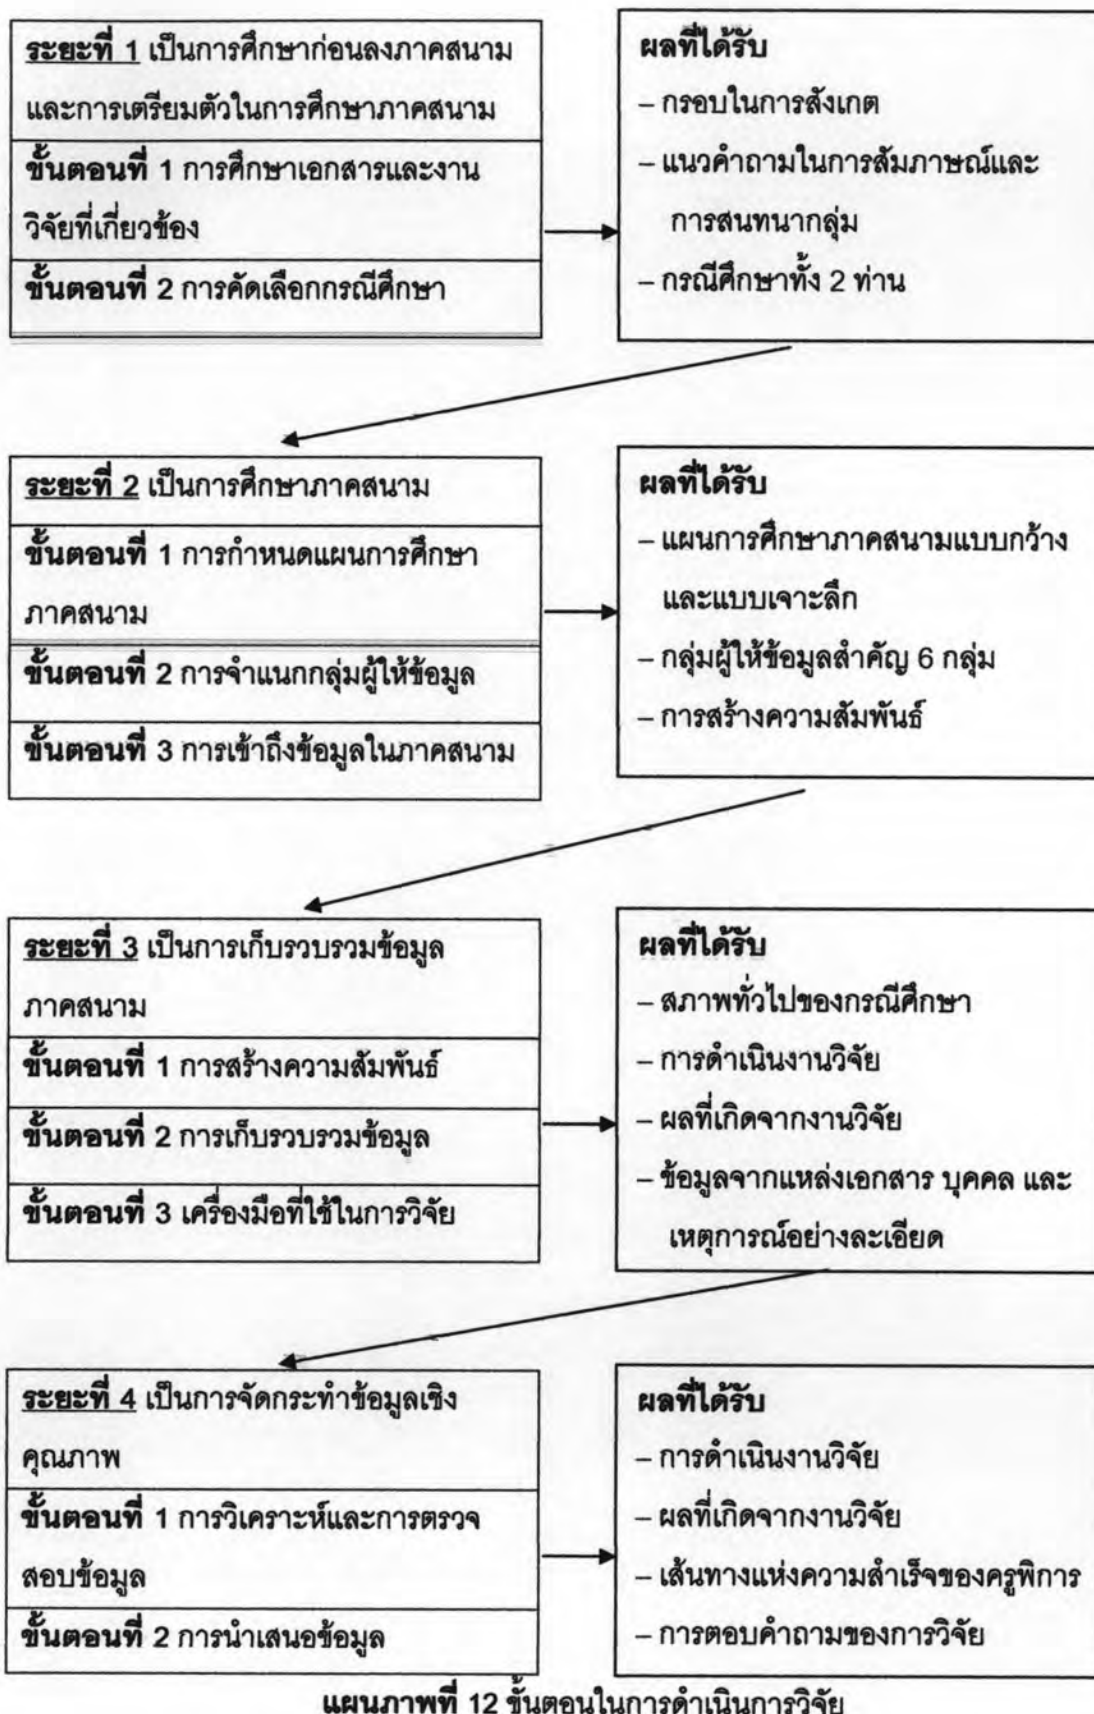 ระยะที่ 1 เป็นการศึกษาก่อนลงภาคสนาม
และการเตรียมตัวในการศึกษาภาคสนาม
ขั้นตอนที่ 1 การศึกษาเอกสารและงาน
วิจัยที่เกี่ยวข้อง
ขั้นตอนที่ 2 การคัดเลือกกรณีศึกษา
ผลที่ได้รับ
– กรอบในการสังเกต
– แนวคำถามในการสัมภาษณ์และ
การสนทนากลุ่ม
– กรณีศึกษาทั้ง 2 ท่าน
ระยะที่ 2 เป็นการศึกษาภาคสนาม
ขั้นตอนที่ 1 การกำหนดแผนการศึกษา
ภาคสนาม
ขั้นตอนที่ 2 การจำแนกกลุ่มผู้ให้ข้อมูล
ขั้นตอนที่ 3 การเข้าถึงข้อมูลในภาคสนาม
ผลที่ได้รับ
– แผนการศึกษาภาคสนามแบบกว้าง
และแบบเจาะลึก
– กลุ่มผู้ให้ข้อมูลสำคัญ 6 กลุ่ม
– การสร้างความสัมพันธ์
ระยะที่ 3 เป็นการเก็บรวบรวมข้อมูล
ภาคสนาม
ขั้นตอนที่ 1 การสร้างความสัมพันธ์
ขั้นตอนที่ 2 การเก็บรวบรวมข้อมูล
ขั้นตอนที่ 3 เครื่องมือที่ใช้ในการวิจัย
ผลที่ได้รับ
– สภาพทั่วไปของกรณีศึกษา
– การดำเนินงานวิจัย
– ผลที่เกิดจากงานวิจัย
– ข้อมูลจากแหล่งเอกสาร บุคคล และ
เหตุการณ์อย่างละเอียด
ระยะที่ 4 เป็นการจัดกระทำข้อมูลเชิง
คุณภาพ
ขั้นตอนที่ 1 การวิเคราะห์และการตรวจ
สอบข้อมูล
ขั้นตอนที่ 2 การนำเสนอข้อมูล
ผลที่ได้รับ
– การดำเนินงานวิจัย
– ผลที่เกิดจากงานวิจัย
– เส้นทางแห่งความสำเร็จของครูพิการ
– การตอบคำถามของการวิจัย
แผนภาพที่ 12 ขั้นตอนในการดำเนินการวิจัย